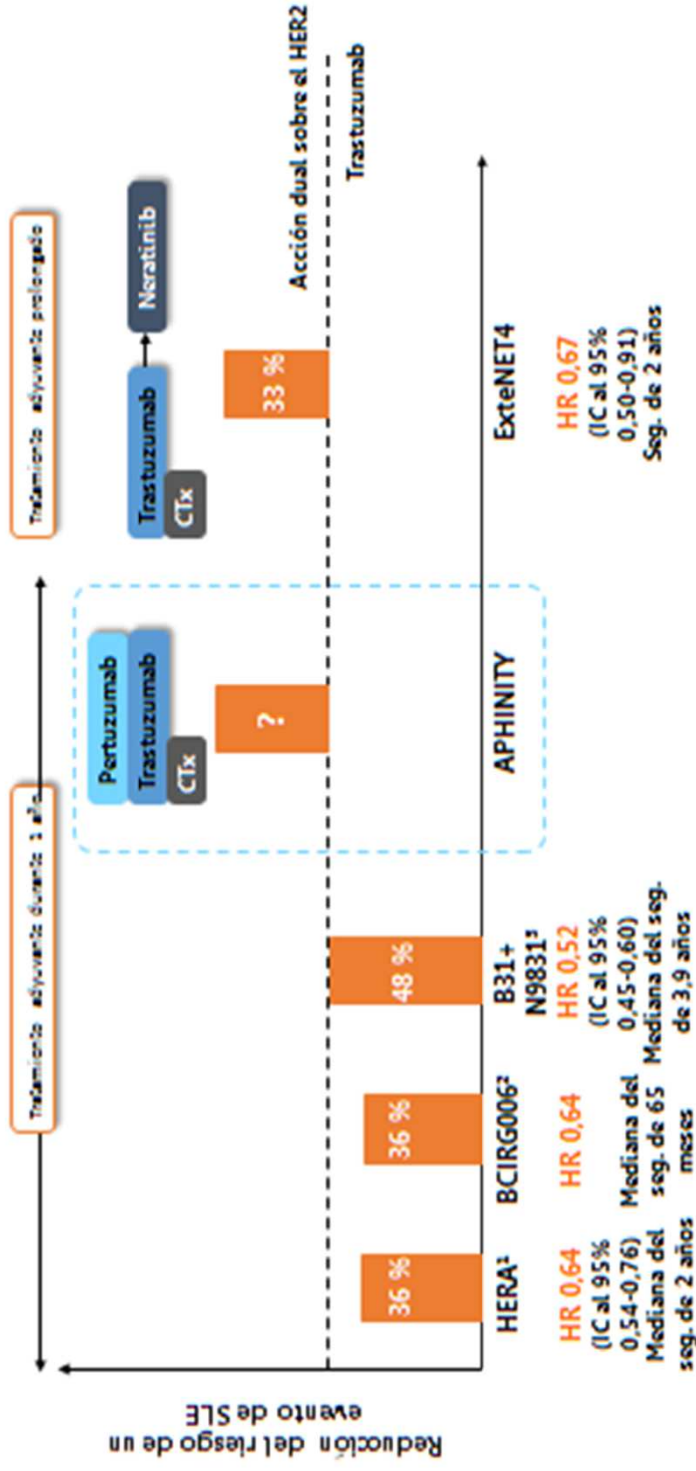 Tratamiento adyuvante durante 1 año
Tratamiento adyuvante prolongado
Pertuzumab
Trastuzumab
CTx
Trastuzumab
Neratinib
CTx
Reducción del riesgo de un
evento de SLE
36 %
36 %
48 %
?
33 %
Acción dual sobre el HER2
Trastuzumab
HERA¹
HR 0,64
(IC al 95%
0,54-0,76)
Mediana del
seg. de 2 años
BCIRG006²
HR 0,64
Mediana del
seg. de 65
meses
B31+
N9831³
HR 0,52
(IC al 95%
0,45-0,60)
Mediana del seg.
de 3,9 años
APHINITY
ExteNET4
HR 0,67
(IC al 95%
0,50-0,91)
Seg. de 2 años